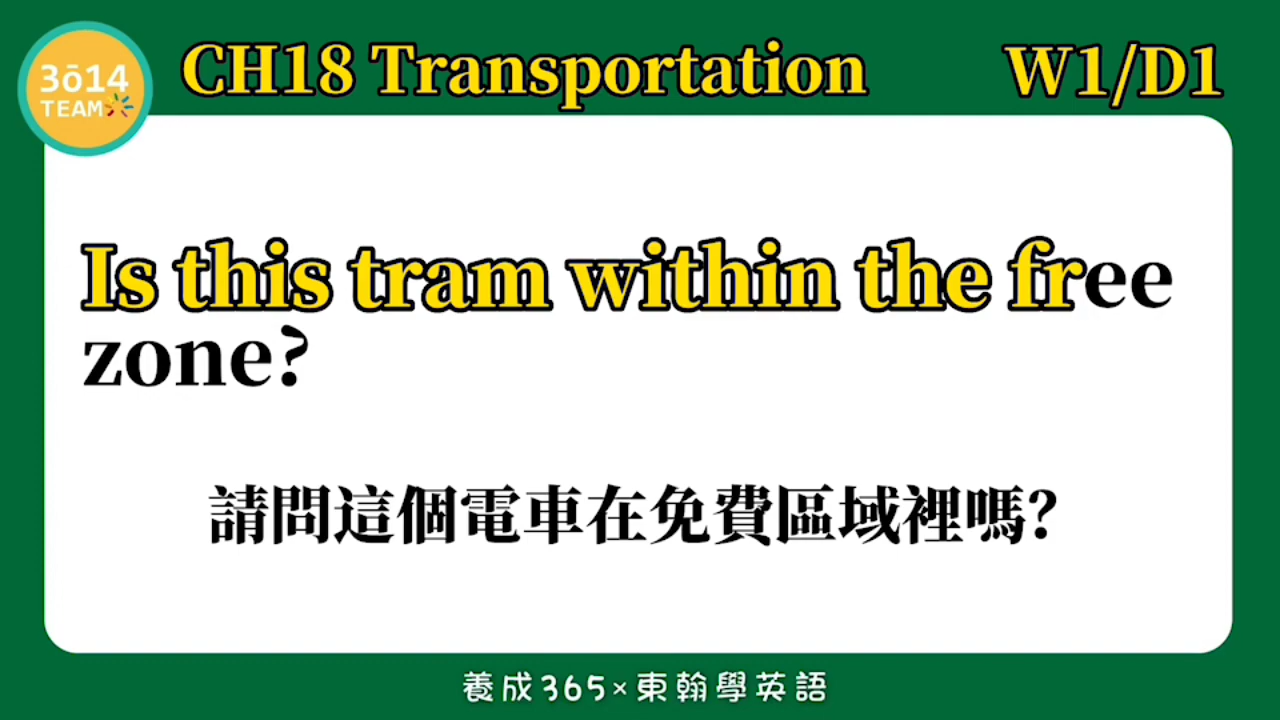 3ō14
TEAM
CH18 Transportation
W1/D1
Is this tram within the free
zone?
請問這個電車在免費區域裡嗎?
養成365×東翰學英語